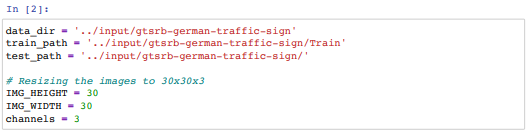 In [2]:
data_dir = '../input/gtsrb-german-traffic-sign'
train_path = '../input/gtsrb-german-traffic-sign/Train'
test_path = '../input/gtsrb-german-traffic-sign/'
# Resizing the images to 30x30x3
IMG_HEIGHT = 30
IMG_WIDTH = 30
channels = 3